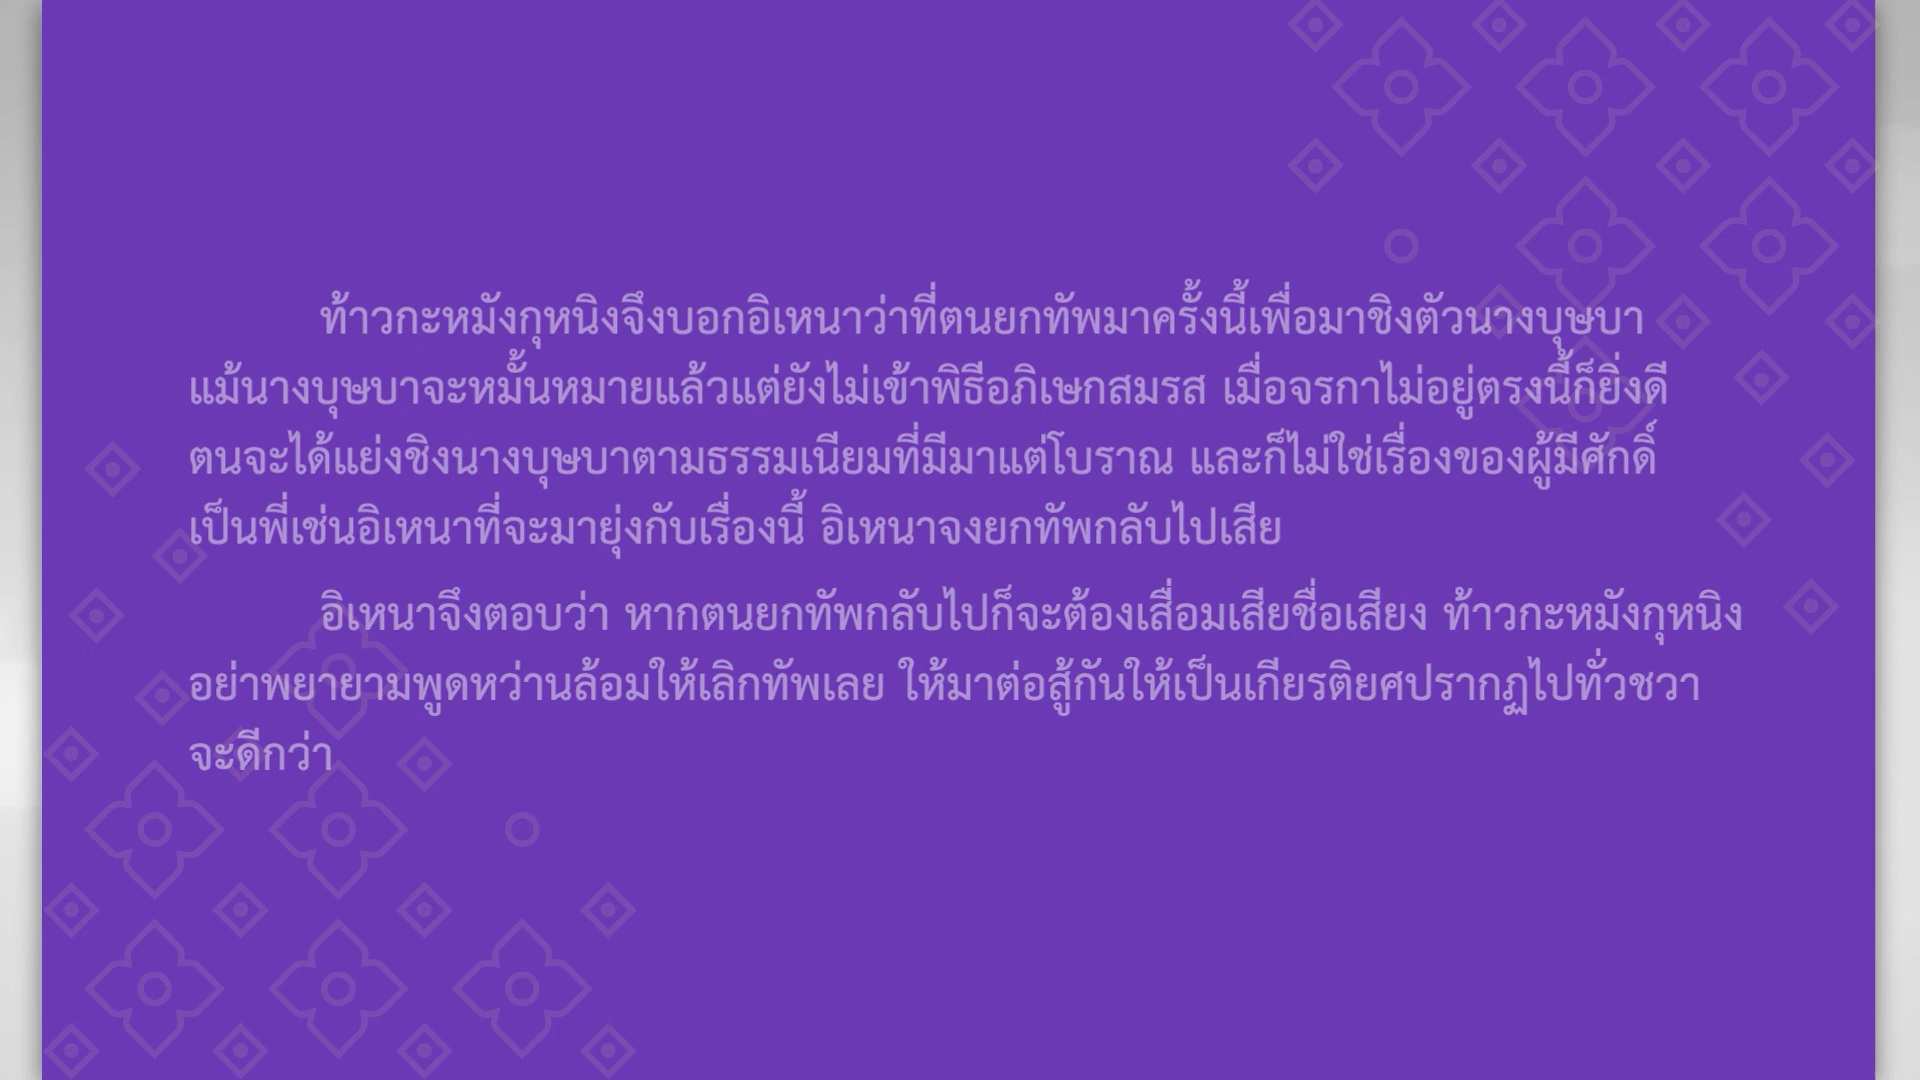 ท้าวกะหมังกุหนิงจึงบอกอิเหนาว่าที่ตนยกทัพมาครั้งนี้เพื่อมาชิงตัวนางบุษบา
แม้นางบุษบาจะหมั้นหมายแล้วแต่ยังไม่เข้าพิธีอภิเษกสมรส เมื่อจรกาไม่อยู่ตรงนี้ก็ยิ่งดี
ตนจะได้แย่งชิงนางบุษบาตามธรรมเนียมที่มีมาแต่โบราณ และก็ไม่ใช่เรื่องของผู้มีศักดิ์
เป็นพี่เช่นอิเหนาที่จะมายุ่งกับเรื่องนี้ อิเหนาจงยกทัพกลับไปเสีย
อิเหนาจึงตอบว่า หากตนยกทัพกลับไปก็จะต้องเสื่อมเสียชื่อเสียง ท้าวกะหมังกุหนิง
อย่าพยายามพูดหว่านล้อมให้เลิกทัพเลย ให้มาต่อสู้กันให้เป็นเกียรติยศปรากฏไปทั่วชวา
จะดีกว่า